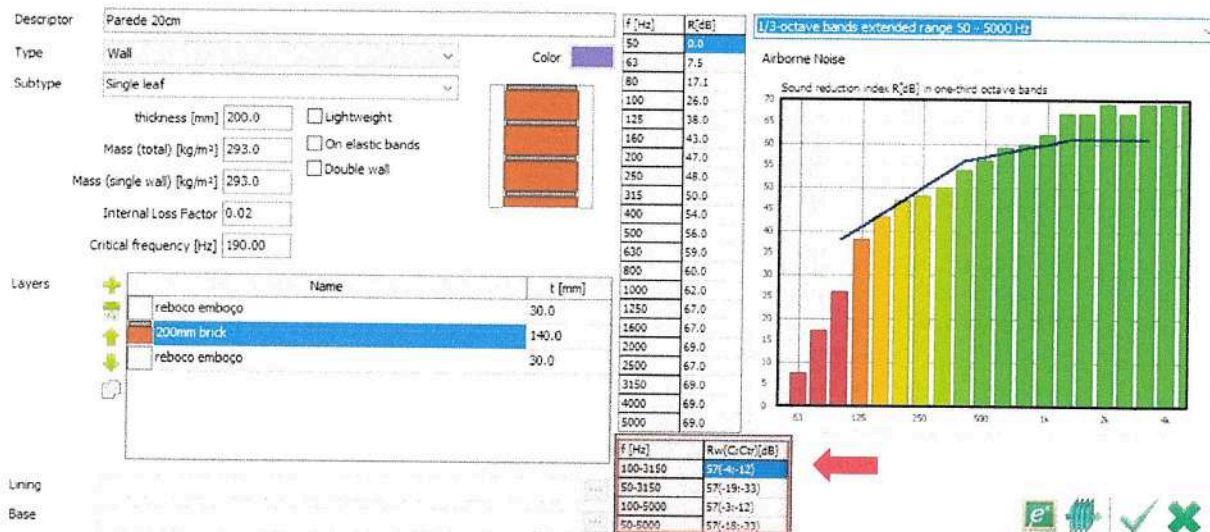 Descriptor Parede 20cm
Type Wall Color
Subtype Single leaf
thickness [mm] 200.0 Lightweight
Mass (total) [kg/m²] 293.0 On elastic bands
Mass (single wall) [kg/m²] 293.0 Double wall
Internal Loss Factor 0.02
Critical frequency [Hz] 190.00
Layers Name t [mm]
reboco emboço 30.0
200mm brick 140.0
reboco emboço 30.0
Lining
Base
f [Hz] R[dB]
50 0.0
63 7.5
80 17.1
100 26.0
125 38.0
160 43.0
200 47.0
250 48.0
315 50.0
400 54.0
500 56.0
630 59.0
800 60.0
1000 62.0
1250 67.0
1600 67.0
2000 69.0
2500 67.0
3150 69.0
4000 69.0
5000 69.0
f [Hz] Rw(C;Ctr)[dB]
100-3150 57(-4;-12)
50-3150 57(-19;-33)
100-5000 57(-3;-12)
50-5000 57(-18;-33)
1/3-octave bands extended range 50 - 5000 Hz
Airborne Noise
Sound reduction index R[dB] in one-third octave bands
70
65
60
55
50
45
40
35
30
25
20
15
10
5
0
63 125 250 500 1k 2k 4k